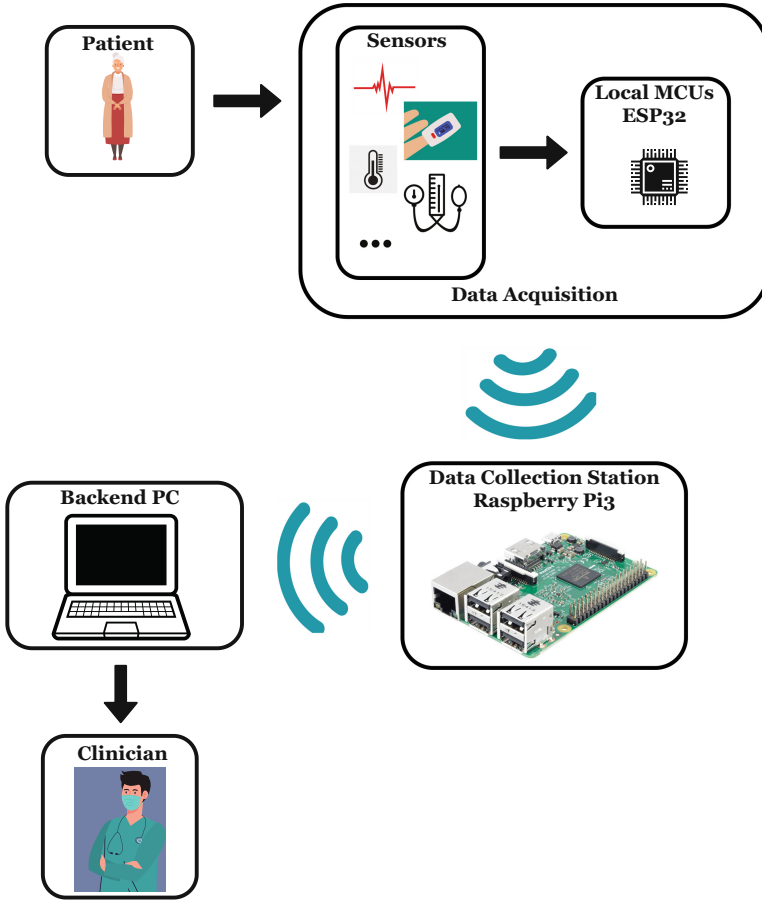 Patient
Sensors
Local MCUs
ESP32
Data Acquisition
Data Collection Station
Raspberry Pi3
Backend PC
Clinician